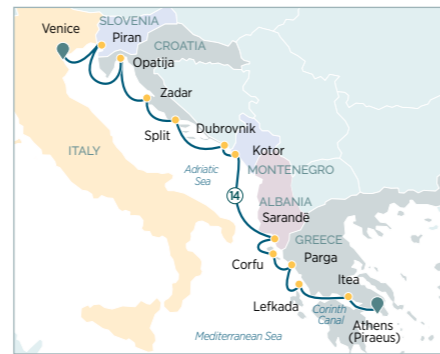 SLOVENIA
Venice
Piran
CROATIA
Opatija
Zadar
Split
Dubrovnik
ITALY
Kotor
Adriatic
Sea
MONTENEGRO
14
ALBANIA
Sarandë
GREECE
Corfu
Parga
Itea
Lefkada
Corinth
Canal
Athens
(Piraeus)
Mediterranean Sea